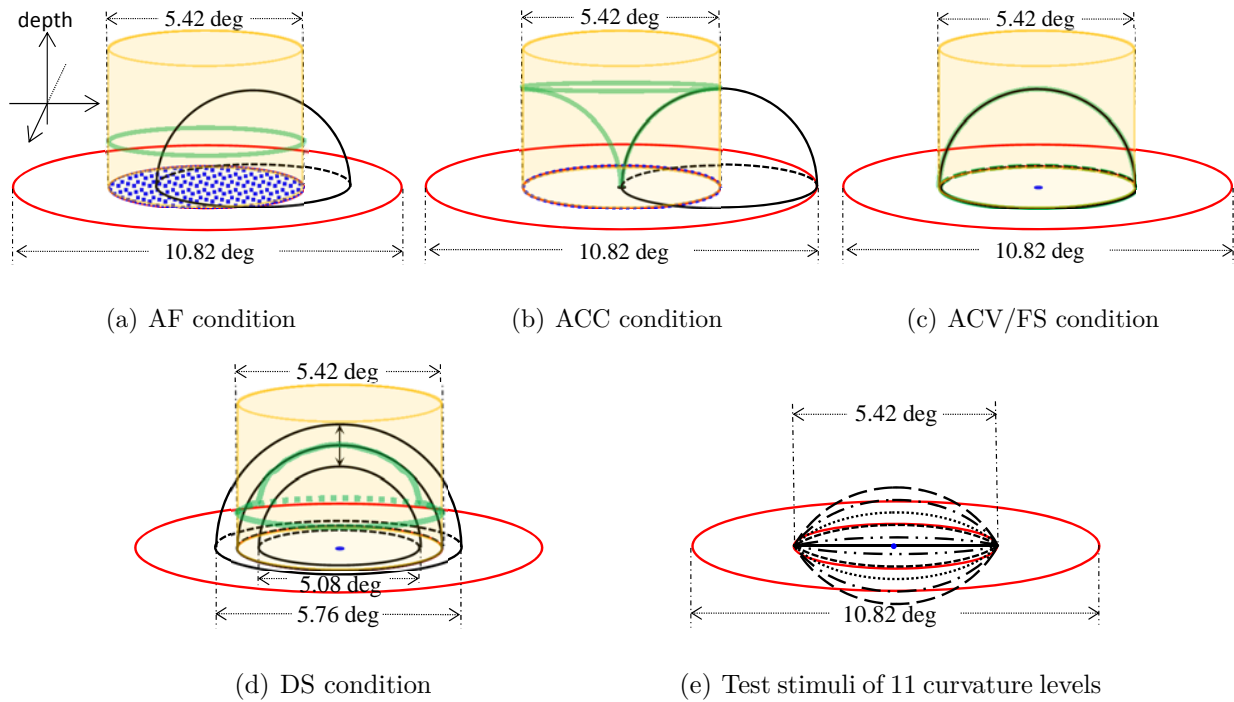 depth
5.42 deg
10.82 deg
(a) AF condition
5.42 deg
10.82 deg
(b) ACC condition
5.42 deg
10.82 deg
(c) ACV/FS condition
5.42 deg
5.08 deg
5.76 deg
(d) DS condition
5.42 deg
10.82 deg
(e) Test stimuli of 11 curvature levels